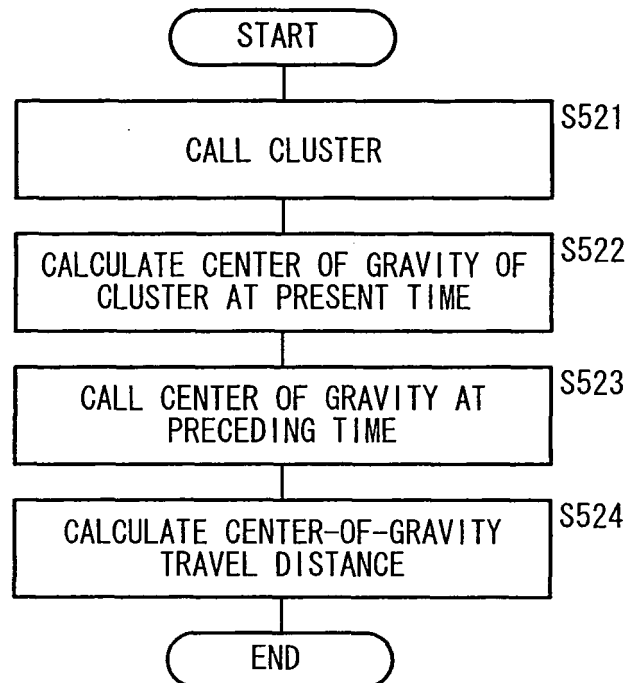 START
S521
CALL CLUSTER
S522
CALCULATE CENTER OF GRAVITY OF
CLUSTER AT PRESENT TIME
S523
CALL CENTER OF GRAVITY AT
PRECEDING TIME
S524
CALCULATE CENTER-OF-GRAVITY
TRAVEL DISTANCE
END